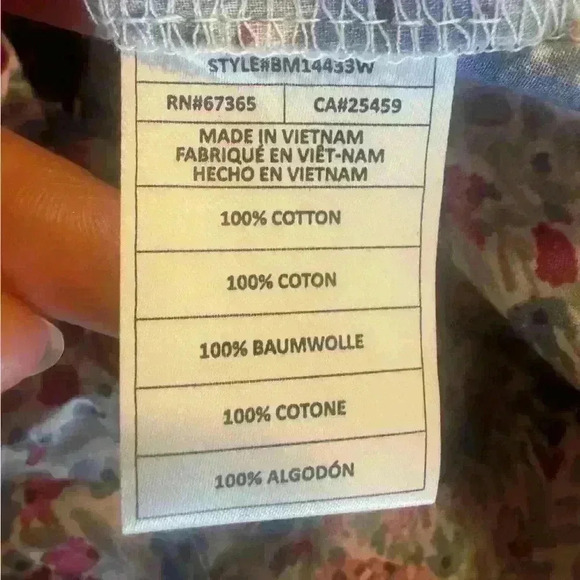 STYLE#BM14433W
RN#67365 CA#25459
MADE IN VIETNAM
FABRIQUÉ EN VIÊT-NAM
HECHO EN VIETNAM
100% COTTON
100% COTON
100% BAUMWOLLE
100% COTONE
100% ALGODÓN